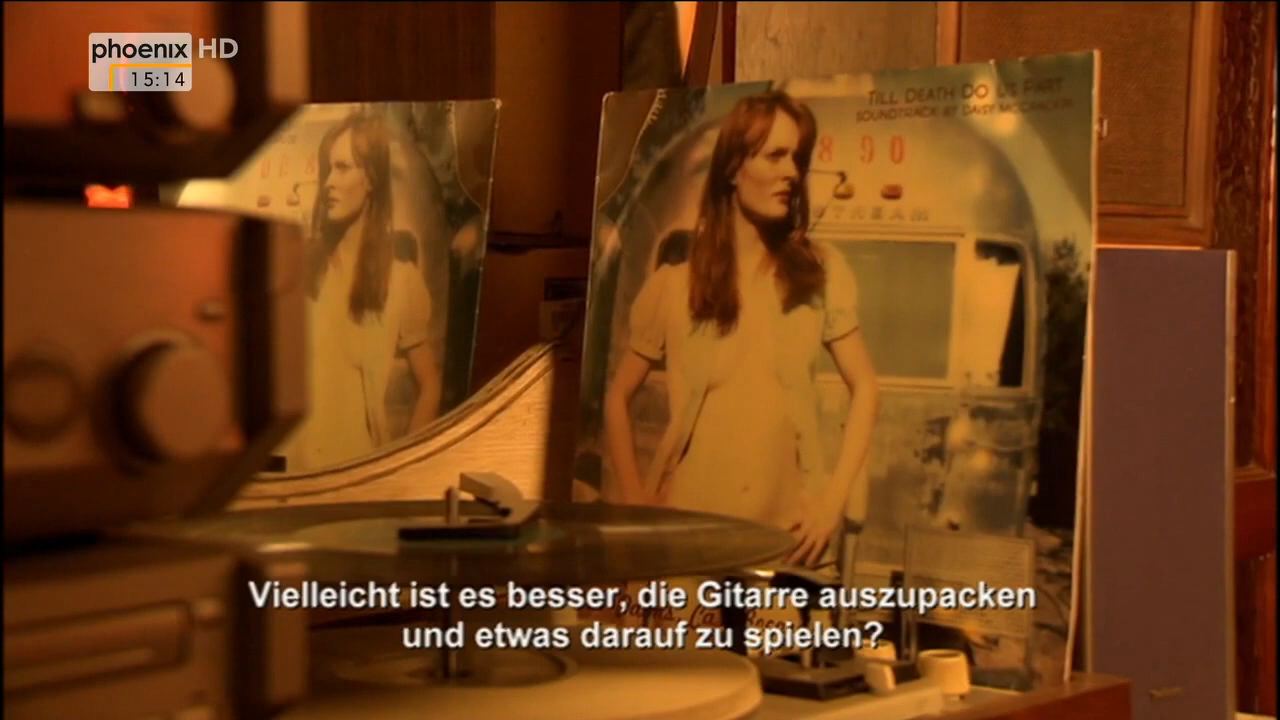 phoenix HD
15:14
TILL DEATH DO US PART
SOUNDTRACK BY DAISY MCCRACKIN
8 9 0
STREAM
Vielleicht ist es besser, die Gitarre auszupacken
und etwas darauf zu spielen?